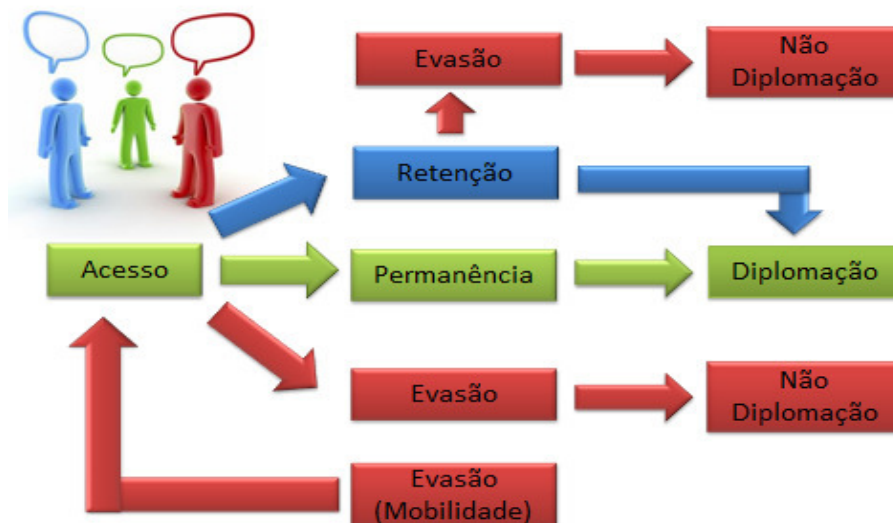 Evasão
Não
Diplomação
Retenção
Acesso
Permanência
Diplomação
Evasão
Não
Diplomação
Evasão
(Mobilidade)